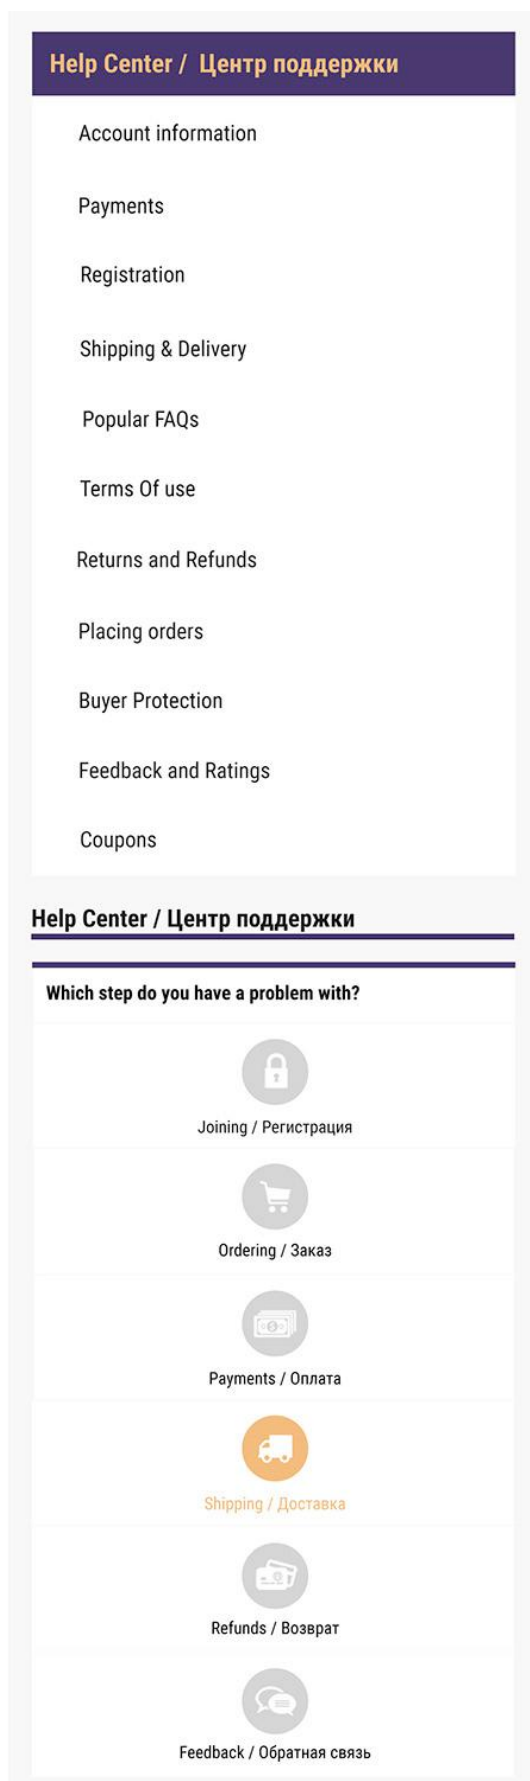 Help Center / Центр поддержки
Account information
Payments
Registration
Shipping & Delivery
Popular FAQs
Terms Of use
Returns and Refunds
Placing orders
Buyer Protection
Feedback and Ratings
Coupons
Help Center / Центр поддержки
Which step do you have a problem with?
Joining / Регистрация
Ordering / Заказ
Payments / Оплата
Shipping / Доставка
Refunds / Возврат
Feedback / Обратная связь